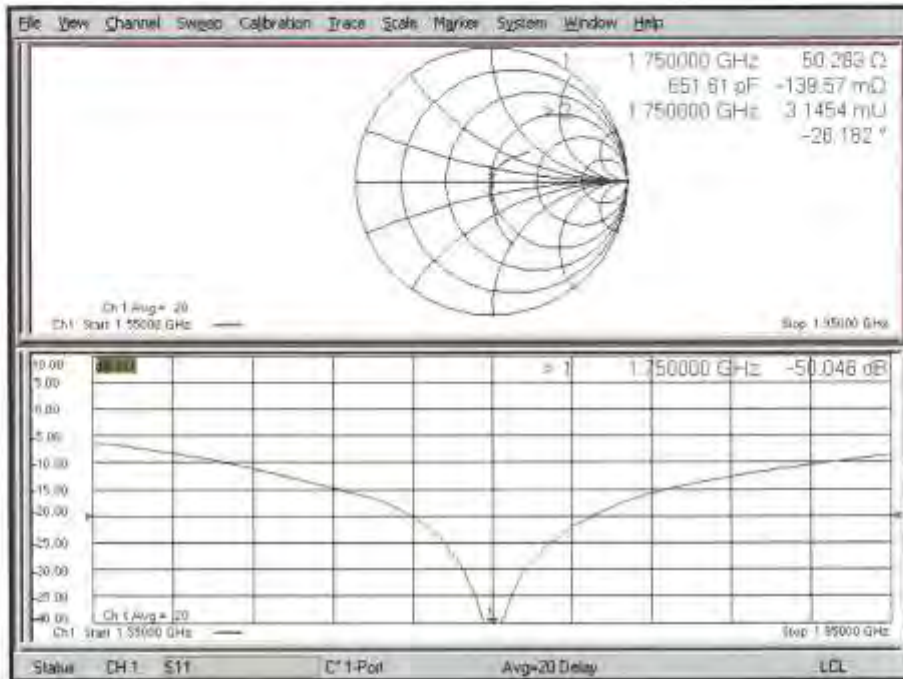 File View Channel Sweep Calibration Trace Scale Marker System Window Help
1 1.750000 GHz 50.283 Ω
651.61 pF -139.57 mΩ
> 2 1.750000 GHz 3.1454 mU
-26.182 °
Ch 1 Avg = 20
Ch1: Start 1.55000 GHz
Stop 1.95000 GHz
10.00
5.00
0.00
-5.00
-10.00
-15.00
-20.00
-25.00
-30.00
-35.00
-40.00
> 1 1.750000 GHz -50.046 dB
1
Ch 1 Avg = 20
Ch1: Start 1.55000 GHz
Stop 1.95000 GHz
Status CH 1: S11 C* 1-Port Avg=20 Delay LCL